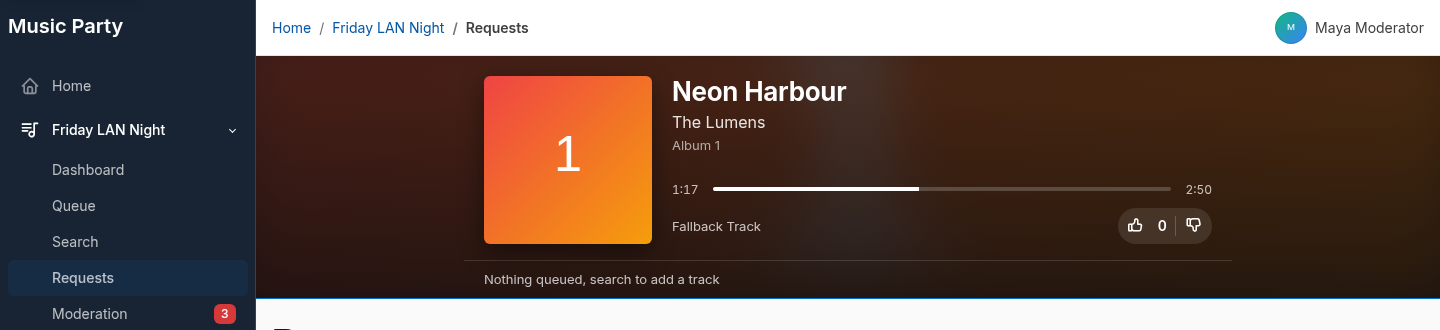 Music Party
Home
Friday LAN Night
Dashboard
Queue
Search
Requests
Moderation 3
Home / Friday LAN Night / Requests
M Maya Moderator
1
Neon Harbour
The Lumens
Album 1
1:17 2:50
Fallback Track 0
Nothing queued, search to add a track